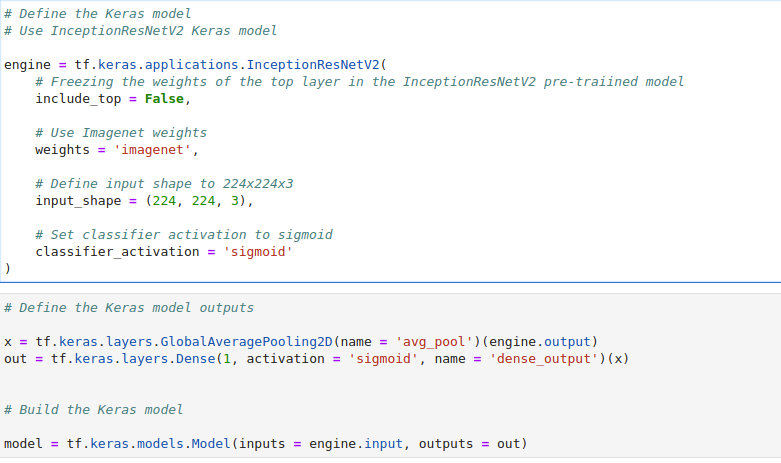 # Define the Keras model
# Use InceptionResNetV2 Keras model
engine = tf.keras.applications.InceptionResNetV2(
# Freezing the weights of the top layer in the InceptionResNetV2 pre-traiined model
include_top = False,
# Use Imagenet weights
weights = 'imagenet',
# Define input shape to 224x224x3
input_shape = (224, 224, 3),
# Set classifier activation to sigmoid
classifier_activation = 'sigmoid'
)
# Define the Keras model outputs
x = tf.keras.layers.GlobalAveragePooling2D(name = 'avg_pool')(engine.output)
out = tf.keras.layers.Dense(1, activation = 'sigmoid', name = 'dense_output')(x)
# Build the Keras model
model = tf.keras.models.Model(inputs = engine.input, outputs = out)